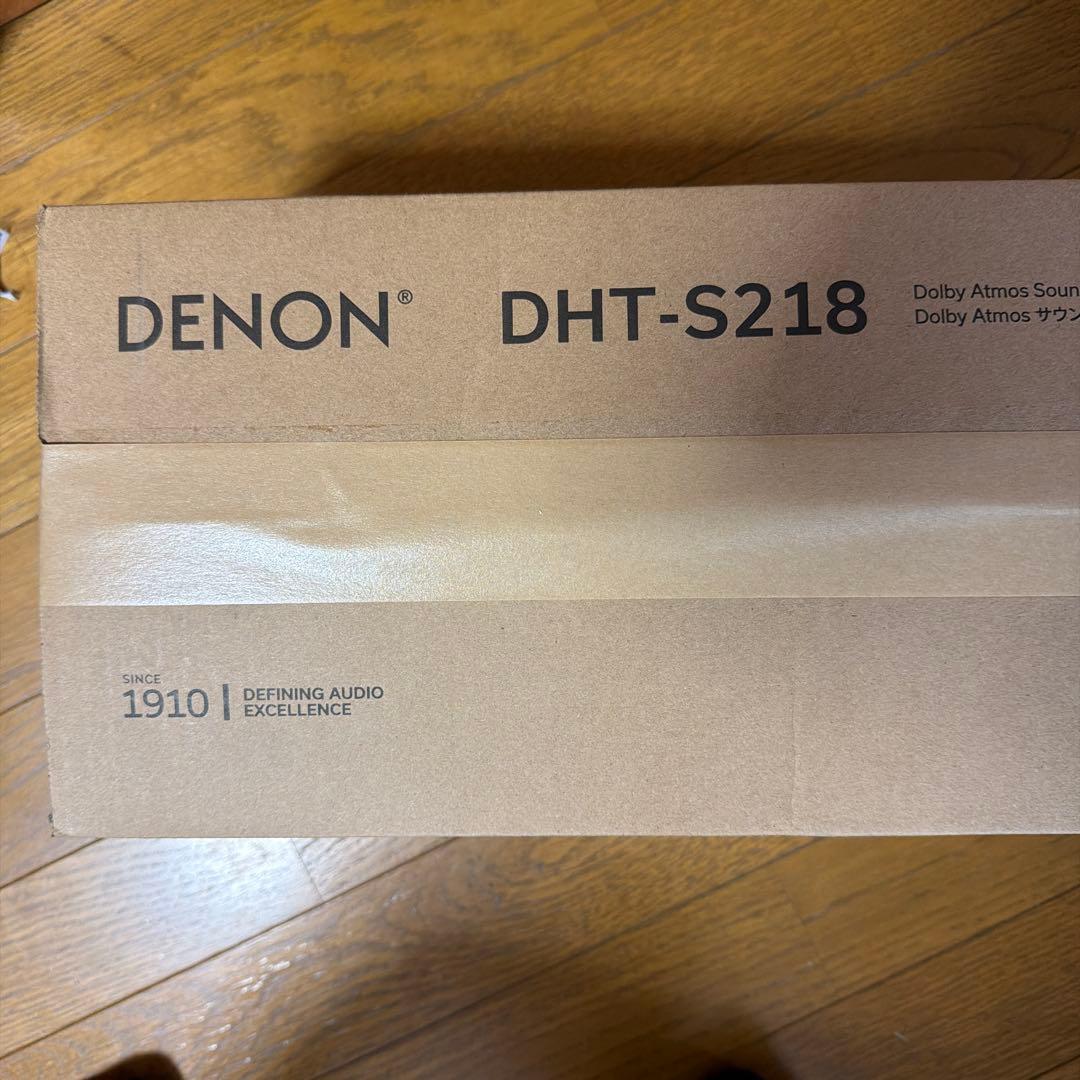 DENON®
DHT-S218
Dolby Atmos Soun
Dolby Atmos サウン
SINCE
1910
DEFINING AUDIO
EXCELLENCE